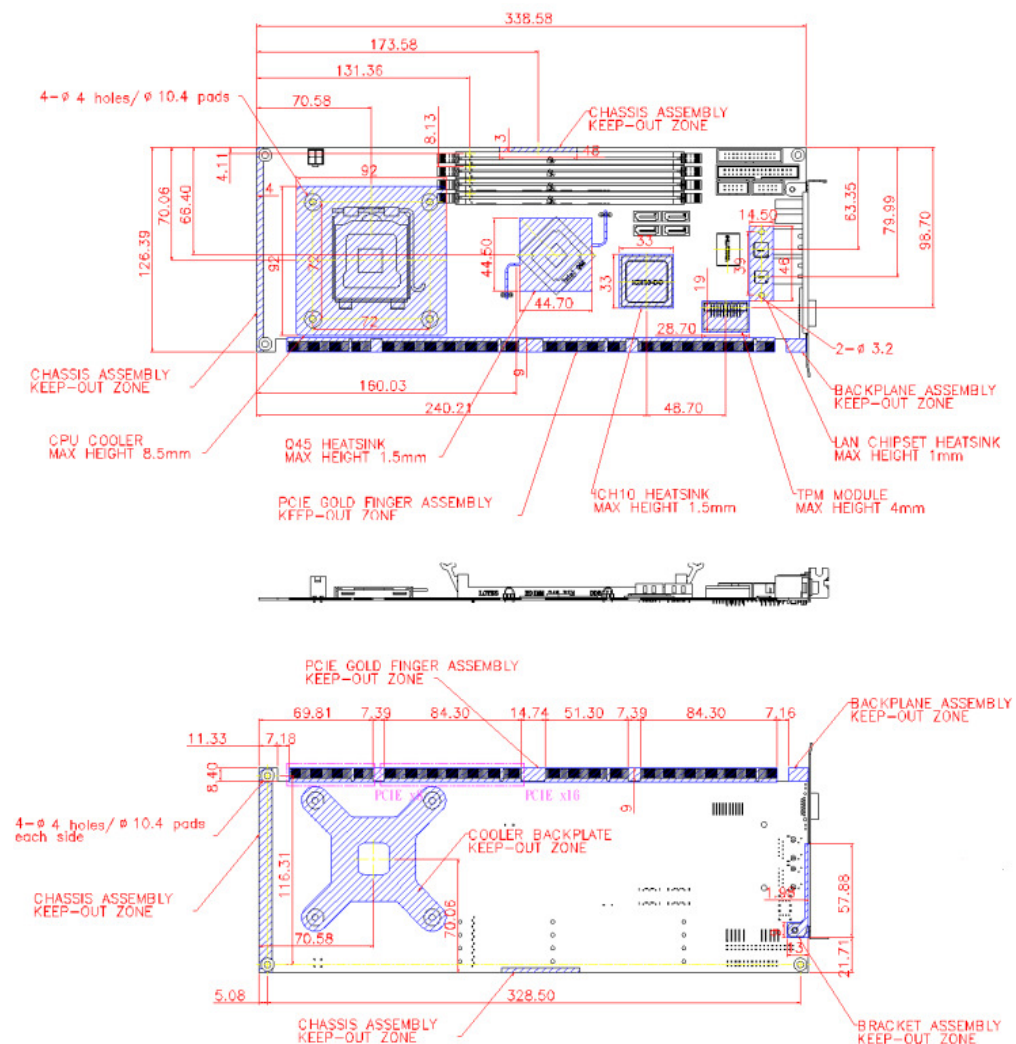 338.58
173.58
131.36
70.58
4-ø 4 holes/ ø 10.4 pads
CHASSIS ASSEMBLY
KEEP-OUT ZONE
8.13
3
48
4.11
4
92
70.06
66.40
126.39
92
72
72
44.50
44.70
33
33
14.50
39
46
19
28.70
63.35
79.99
98.70
2-ø 3.2
CHASSIS ASSEMBLY
KEEP-OUT ZONE
160.03
9
240.21
48.70
BACKPLANE ASSEMBLY
KEEP-OUT ZONE
CPU COOLER
MAX HEIGHT 8.5mm
Q45 HEATSINK
MAX HEIGHT 1.5mm
LAN CHIPSET HEATSINK
MAX HEIGHT 1mm
PCIE GOLD FINGER ASSEMBLY
KEEP-OUT ZONE
ICH10 HEATSINK
MAX HEIGHT 1.5mm
TPM MODULE
MAX HEIGHT 4mm
PCIE GOLD FINGER ASSEMBLY
KEEP-OUT ZONE
BACKPLANE ASSEMBLY
KEEP-OUT ZONE
69.81
7.39
84.30
14.74
51.30
7.39
84.30
7.16
11.33
7.18
8.40
PCIE x16
9
4-ø 4 holes/ ø 10.4 pads
each side
COOLER BACKPLATE
KEEP-OUT ZONE
116.31
CHASSIS ASSEMBLY
KEEP-OUT ZONE
70.58
70.06
57.88
13
21.71
5.08
328.50
CHASSIS ASSEMBLY
KEEP-OUT ZONE
BRACKET ASSEMBLY
KEEP-OUT ZONE